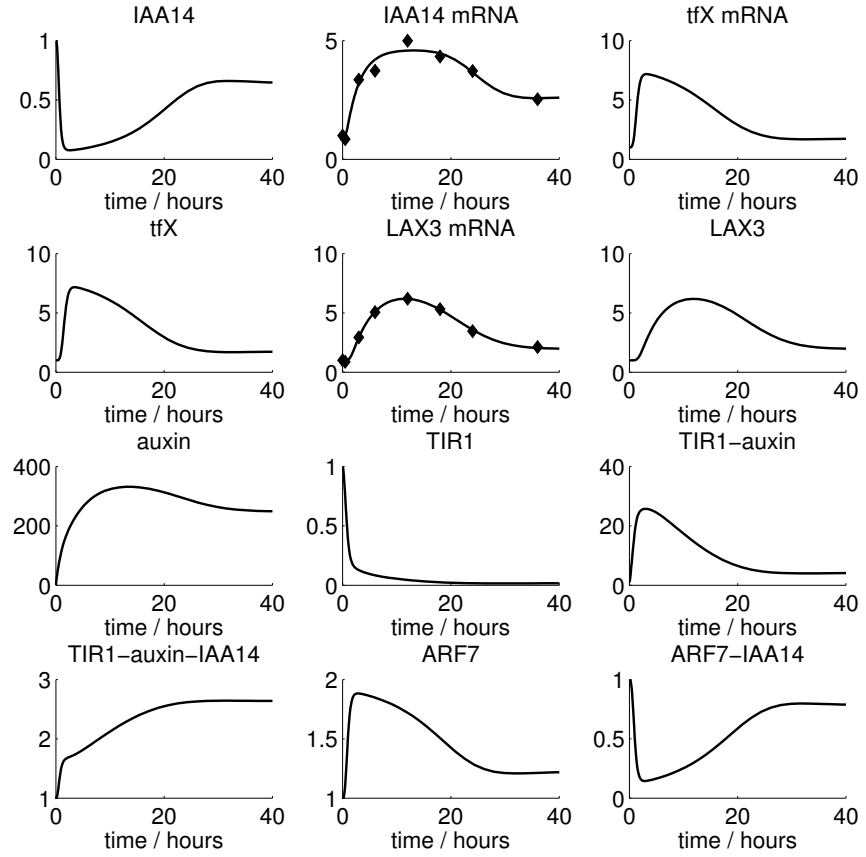 IAA14
IAA14 mRNA
tfX mRNA
1
0.5
0
0 20 40
time / hours
5
0
0 20 40
time / hours
10
5
0
0 20 40
time / hours
tfX
LAX3 mRNA
LAX3
10
5
0
0 20 40
time / hours
10
5
0
0 20 40
time / hours
10
5
0
0 20 40
time / hours
auxin
TIR1
TIR1−auxin
400
200
0
0 20 40
time / hours
1
0.5
0
0 20 40
time / hours
40
20
0
0 20 40
time / hours
TIR1−auxin−IAA14
ARF7
ARF7−IAA14
3
2
1
0 20 40
time / hours
2
1.5
1
0 20 40
time / hours
1
0.5
0
0 20 40
time / hours